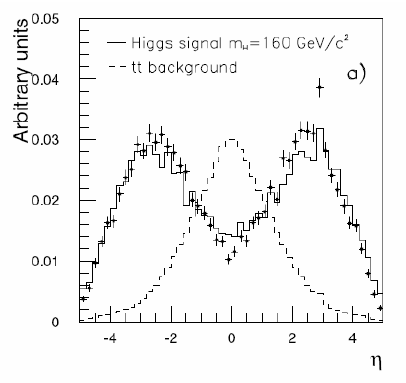 Arbitrary units
0.05
0.04
0.03
0.02
0.01
0
Higgs signal m_H=160 GeV/c²
tt background
a)
-4 -2 0 2 4
η